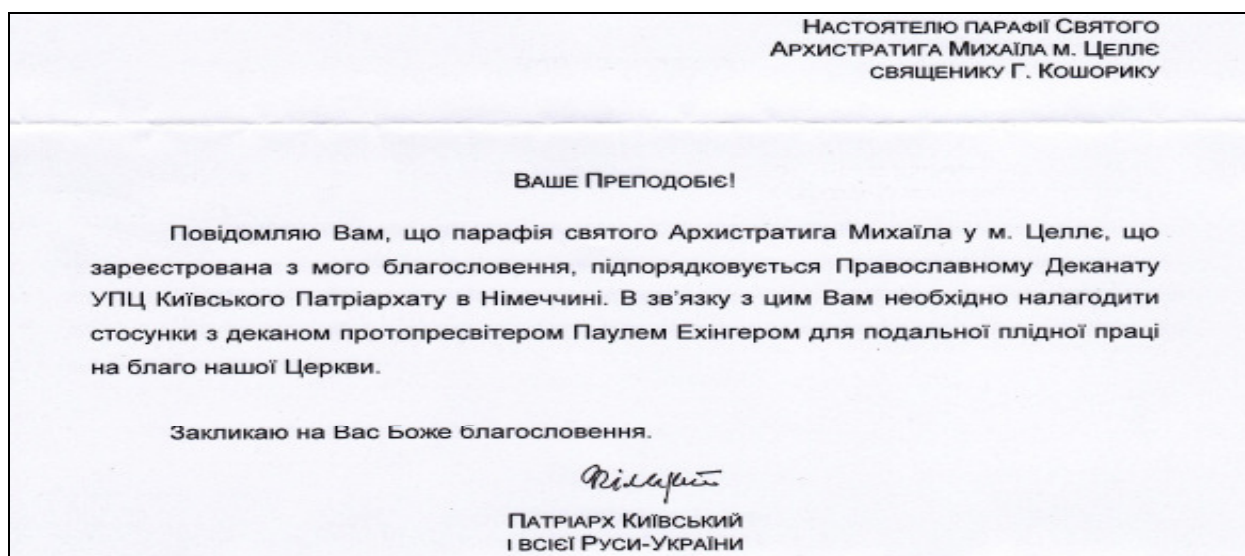 НАСТОЯТЕЛЮ ПАРАФІЇ СВЯТОГО
АРХИСТРАТИГА МИХАЇЛА М. ЦЕЛЛЄ
СВЯЩЕНИКУ Г. КОШОРИКУ
ВАШЕ ПРЕПОДОБІЄ!
Повідомляю Вам, що парафія святого Архистратига Михаїла у м. Целлє, що
зареєстрована з мого благословення, підпорядковується Православному Деканату
УПЦ Київського Патріархату в Німеччині. В зв'язку з цим Вам необхідно налагодити
стосунки з деканом протопресвітером Паулем Ехінгером для подальної плідної праці
на благо нашої Церкви.
Закликаю на Вас Боже благословення.
Філарет
ПАТРІАРХ КИЇВСЬКИЙ
І ВСІЄЇ РУСИ-УКРАЇНИ